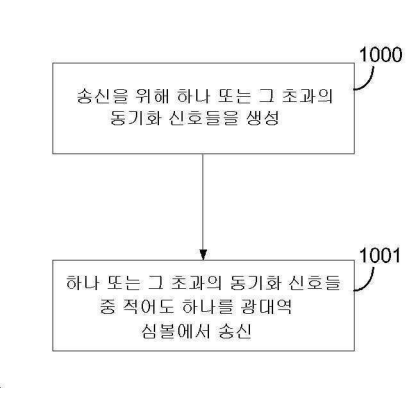 1000
송신을 위해 하나 또는 그 초과의
동기화 신호들을 생성
1001
하나 또는 그 초과의 동기화 신호들
중 적어도 하나를 광대역
심볼에서 송신